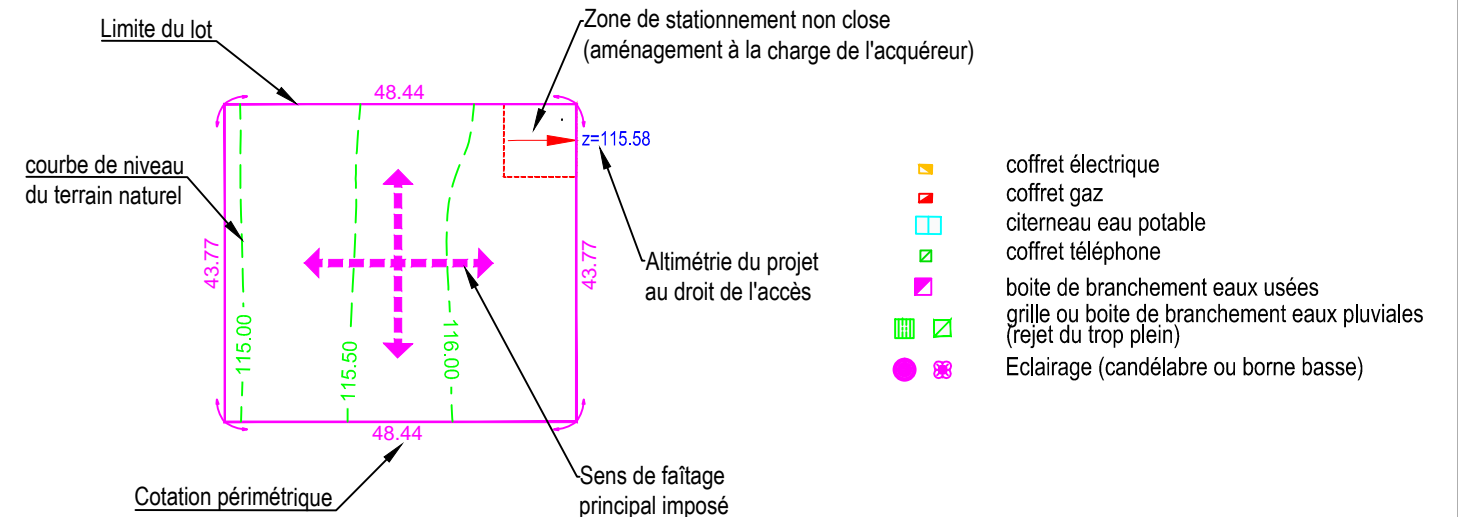 Limite du lot
Zone de stationnement non close
(aménagement à la charge de l'acquéreur)
48.44
z=115.58
courbe de niveau
du terrain naturel
43.77
43.77
Altimétrie du projet
au droit de l'accès
115.00
115.50
116.00
48.44
Cotation périmétrique
Sens de faîtage
principal imposé
coffret électrique
coffret gaz
citerneau eau potable
coffret téléphone
boite de branchement eaux usées
grille ou boite de branchement eaux pluviales
(rejet du trop plein)
Eclairage (candélabre ou borne basse)